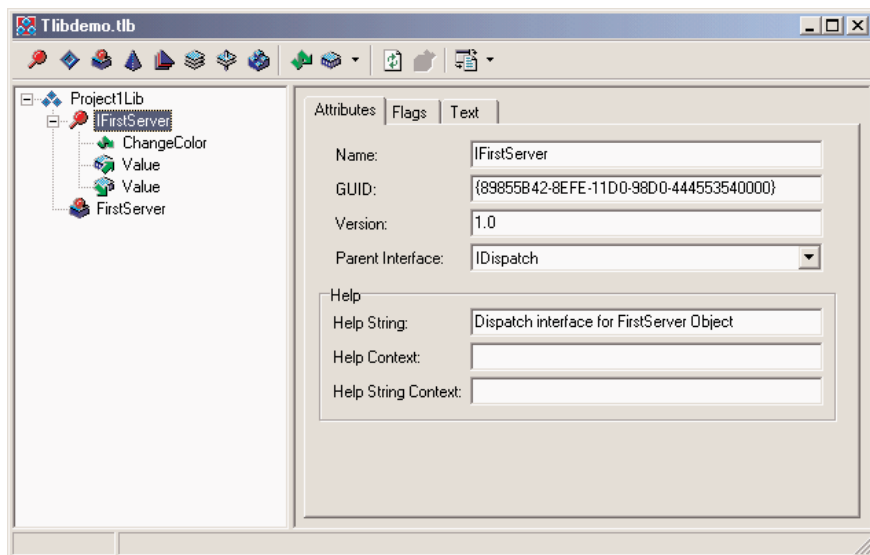 Tlibdemo.tlb
Project1Lib
IFirstServer
ChangeColor
Value
Value
FirstServer
Attributes Flags Text
Name: IFirstServer
GUID: {89855B42-8EFE-11D0-98D0-444553540000}
Version: 1.0
Parent Interface: IDispatch
Help
Help String: Dispatch interface for FirstServer Object
Help Context:
Help String Context: